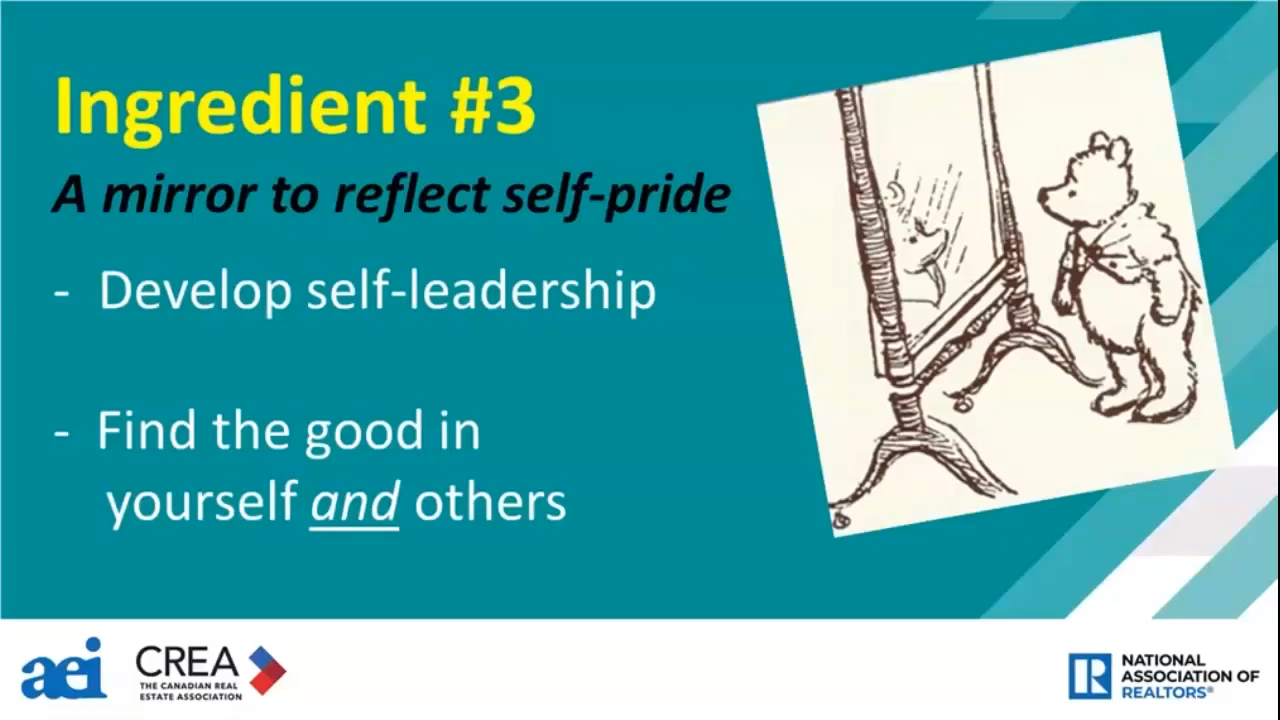 Ingredient #3
A mirror to reflect self-pride
- Develop self-leadership
- Find the good in
yourself and others
aei
CREA
THE CANADIAN REAL
ESTATE ASSOCIATION
NATIONAL
ASSOCIATION OF
REALTORS®